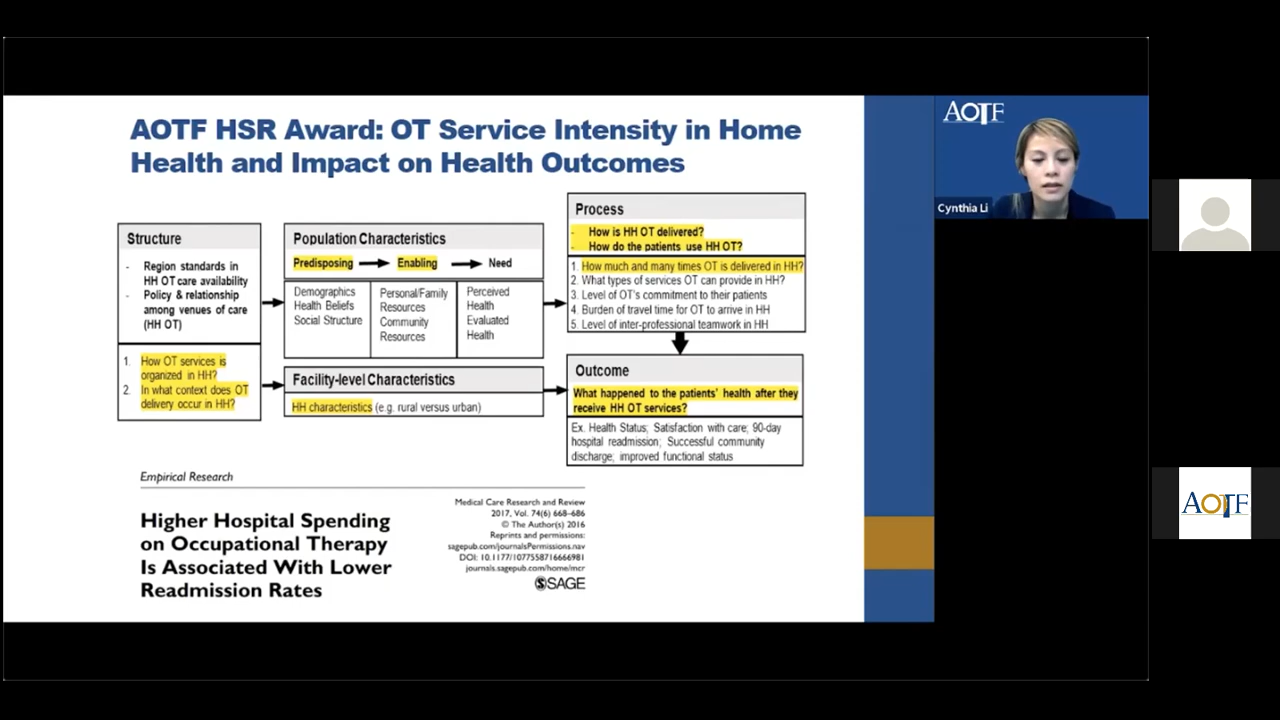 AOTF HSR Award: OT Service Intensity in Home
Health and Impact on Health Outcomes
Structure
- Region standards in
HH OT care availability
- Policy & relationship
among venues of care
(HH OT)
1. How OT services is
organized in HH?
2. In what context does OT
delivery occur in HH?
Population Characteristics
Predisposing Enabling Need
Demographics
Health Beliefs
Social Structure
Personal/Family
Resources
Community
Resources
Perceived
Health
Evaluated
Health
Facility-level Characteristics
HH characteristics (e.g. rural versus urban)
Process
- How is HH OT delivered?
- How do the patients use HH OT?
1. How much and many times OT is delivered in HH?
2. What types of services OT can provide in HH?
3. Level of OT's commitment to their patients
4. Burden of travel time for OT to arrive in HH
5. Level of inter-professional teamwork in HH
Outcome
What happened to the patients' health after they
receive HH OT services?
Ex. Health Status; Satisfaction with care; 90-day
hospital readmission; Successful community
discharge; improved functional status
Empirical Research
Higher Hospital Spending
on Occupational Therapy
Is Associated With Lower
Readmission Rates
Medical Care Research and Review
2017, Vol. 74(6) 668–686
© The Author(s) 2016
Reprints and permissions:
sagepub.com/journalsPermissions.nav
DOI: 10.1177/1077558716666981
journals.sagepub.com/home/mcr
SAGE
AOTF
Cynthia Li
AOTF